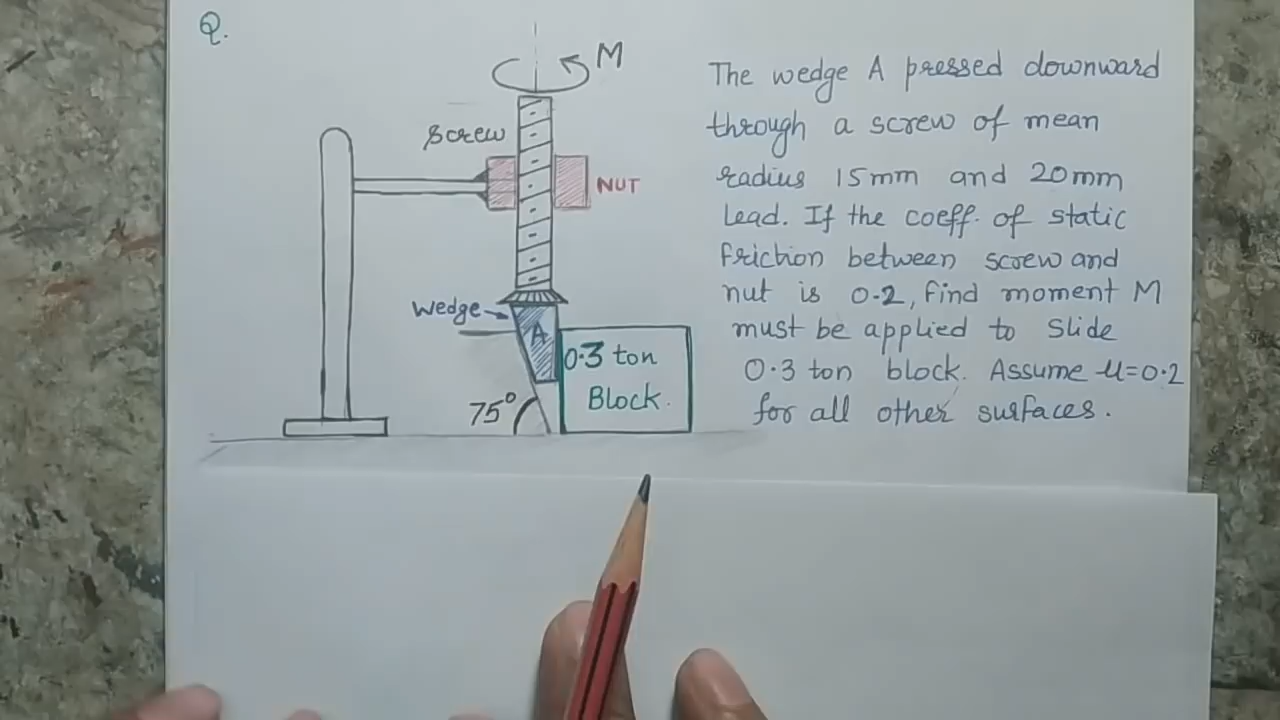 Q.
M
Screw
NUT
Wedge
A
0.3 ton
Block.
75°
The wedge A pressed downward
through a screw of mean
radius 15mm and 20mm
Lead. If the coeff. of static
friction between screw and
nut is 0.2, find moment M
must be applied to slide
0.3 ton block. Assume μ=0.2
for all other surfaces.